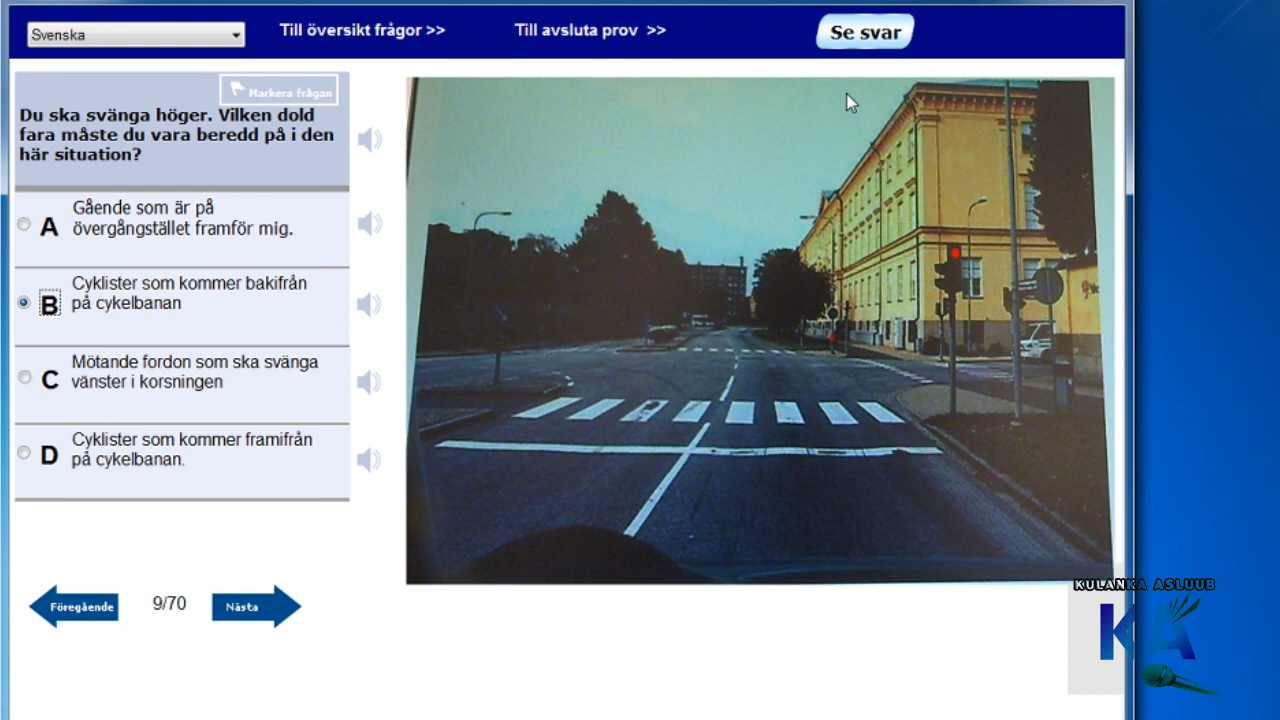 Svenska
Till översikt frågor >>
Till avsluta prov >>
Se svar
Markera frågan
Du ska svänga höger. Vilken dold
fara måste du vara beredd på i den
här situation?
A
Gående som är på
övergångstället framför mig.
B
Cyklister som kommer bakifrån
på cykelbanan
C
Mötande fordon som ska svänga
vänster i korsningen
D
Cyklister som kommer framifrån
på cykelbanan.
Föregående
9/70
Nästa
KULANKA ASLUUB
KA